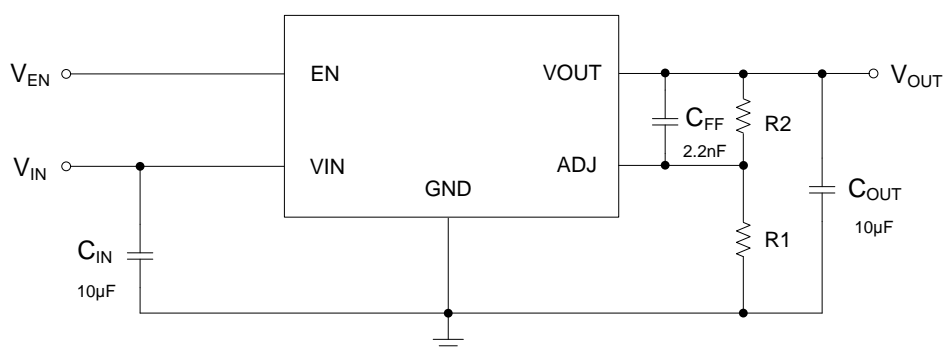 V_EN
EN
VOUT
V_OUT
C_FF
2.2nF
R2
V_IN
VIN
ADJ
GND
C_OUT
10µF
R1
C_IN
10µF